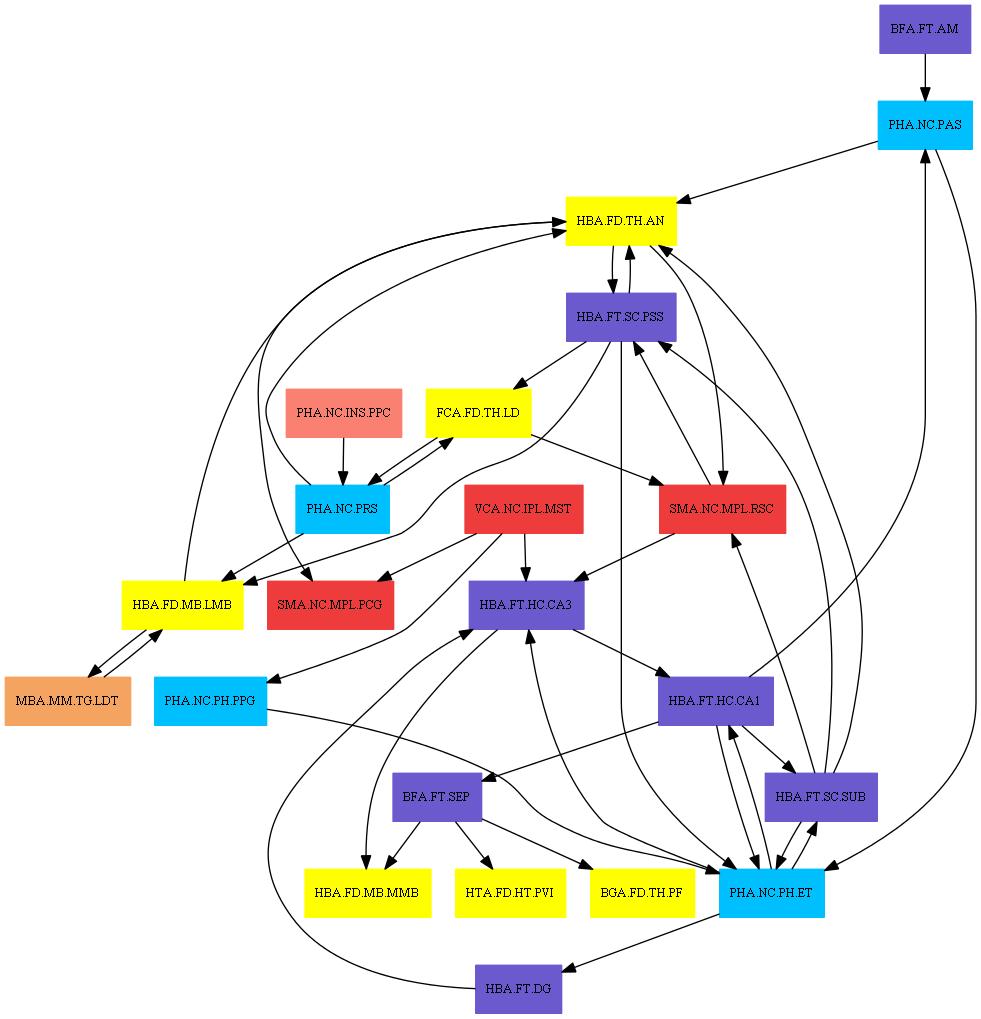 BFA.FT.AM
PHA.NC.PAS
HBA.FD.TH.AN
HBA.FT.SC.PSS
PHA.NC.INS.PPC
FCA.FD.TH.LD
PHA.NC.PRS
VCA.NC.IPL.MST
SMA.NC.MPL.RSC
HBA.FD.MB.LMB
SMA.NC.MPL.PCG
HBA.FT.HC.CA3
MBA.MM.TG.LDT
PHA.NC.PH.PPG
HBA.FT.HC.CA1
BFA.FT.SEP
HBA.FT.SC.SUB
HBA.FD.MB.MMB
HTA.FD.HT.PVI
BGA.FD.TH.PF
PHA.NC.PH.ET
HBA.FT.DG